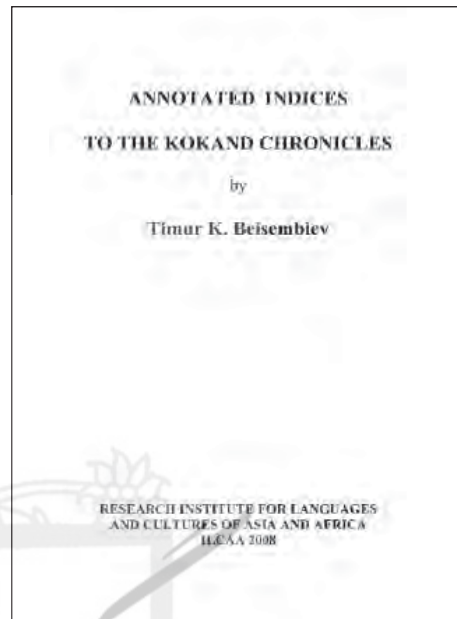 ANNOTATED INDICES
TO THE KOKAND CHRONICLES
by
Timur K. Beisembiev
RESEARCH INSTITUTE FOR LANGUAGES
AND CULTURES OF ASIA AND AFRICA
ILCAA 2008